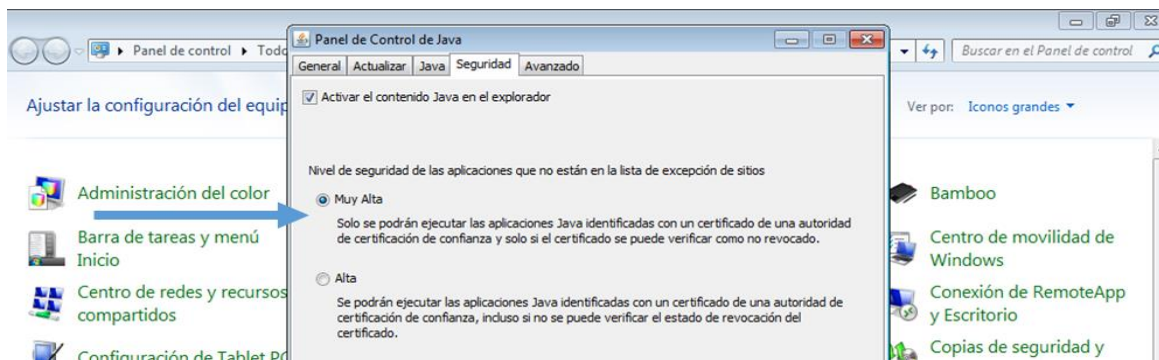 Panel de control
Todo
Buscar en el Panel de control
Panel de Control de Java
General Actualizar Java Seguridad Avanzado
Activar el contenido Java en el explorador
Ajustar la configuración del equip
Ver por: Iconos grandes
Nivel de seguridad de las aplicaciones que no están en la lista de excepción de sitios
Muy Alta
Solo se podrán ejecutar las aplicaciones Java identificadas con un certificado de una autoridad
de certificación de confianza y solo si el certificado se puede verificar como no revocado.
Alta
Se podrán ejecutar las aplicaciones Java identificadas con un certificado de una autoridad de
certificación de confianza, incluso si no se puede verificar el estado de revocación del
certificado.
Administración del color
Barra de tareas y menú
Inicio
Centro de redes y recursos
compartidos
Configuración de Tablet PC
Bamboo
Centro de movilidad de
Windows
Conexión de RemoteApp
y Escritorio
Copias de seguridad y